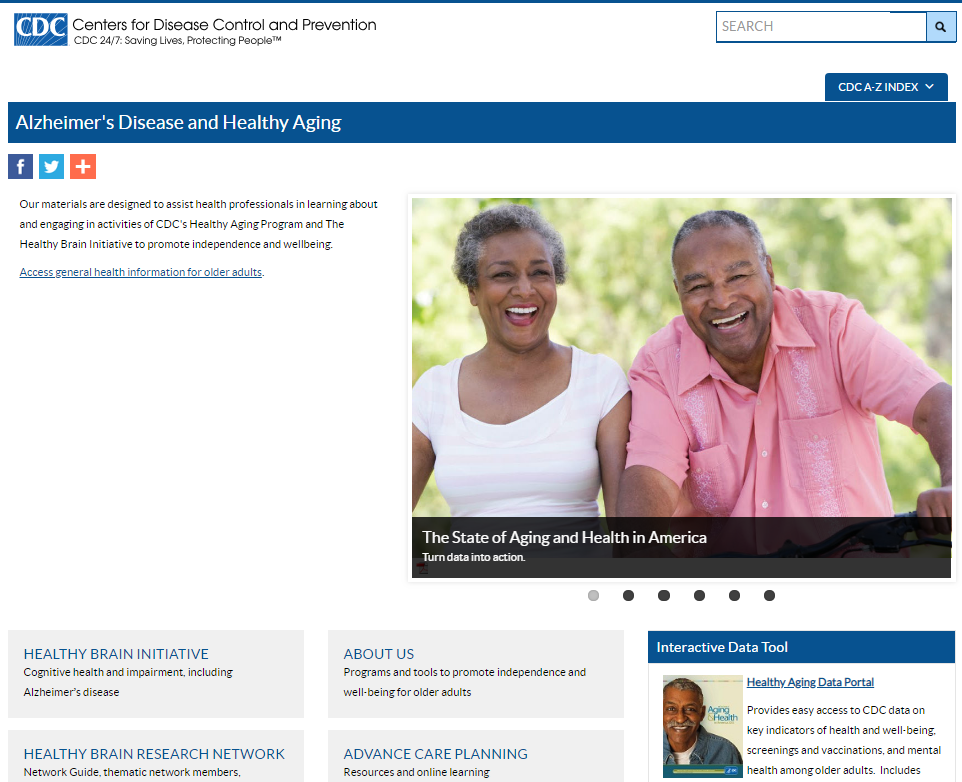 CDC Centers for Disease Control and Prevention
CDC 24/7: Saving Lives, Protecting People™
SEARCH
CDC A-Z INDEX
Alzheimer's Disease and Healthy Aging
Our materials are designed to assist health professionals in learning about
and engaging in activities of CDC's Healthy Aging Program and The
Healthy Brain Initiative to promote independence and wellbeing.
Access general health information for older adults.
The State of Aging and Health in America
Turn data into action.
HEALTHY BRAIN INITIATIVE
Cognitive health and impairment, including
Alzheimer's disease
ABOUT US
Programs and tools to promote independence and
well-being for older adults
HEALTHY BRAIN RESEARCH NETWORK
Network Guide, thematic network members,
ADVANCE CARE PLANNING
Resources and online learning
Interactive Data Tool
Aging
&Health
Healthy Aging Data Portal
Provides easy access to CDC data on
key indicators of health and well-being,
screenings and vaccinations, and mental
health among older adults. Includes